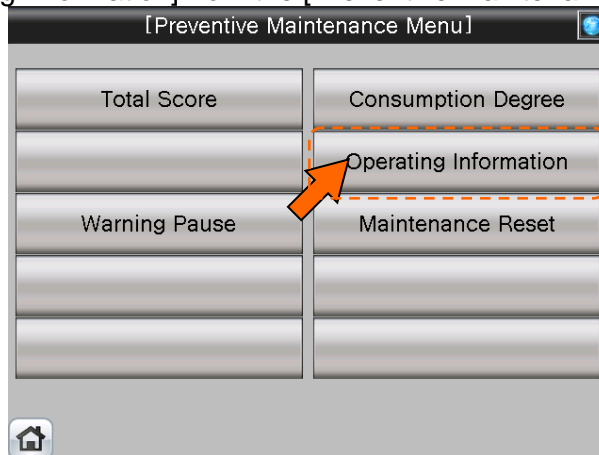 [Preventive Maintenance Menu]
Total Score
Consumption Degree
Operating Information
Warning Pause
Maintenance Reset